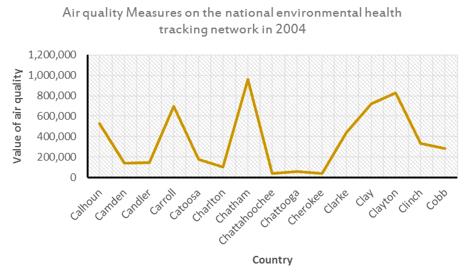 Air quality Measures on the national environmental health
tracking network in 2004
1,200,000
1,000,000
800,000
600,000
400,000
200,000
0
Value of air quality
Calhoun
Camden
Candler
Carroll
Catoosa
Charlton
Chatham
Chattahoochee
Chattooga
Cherokee
Clarke
Clay
Clayton
Clinch
Cobb
Country